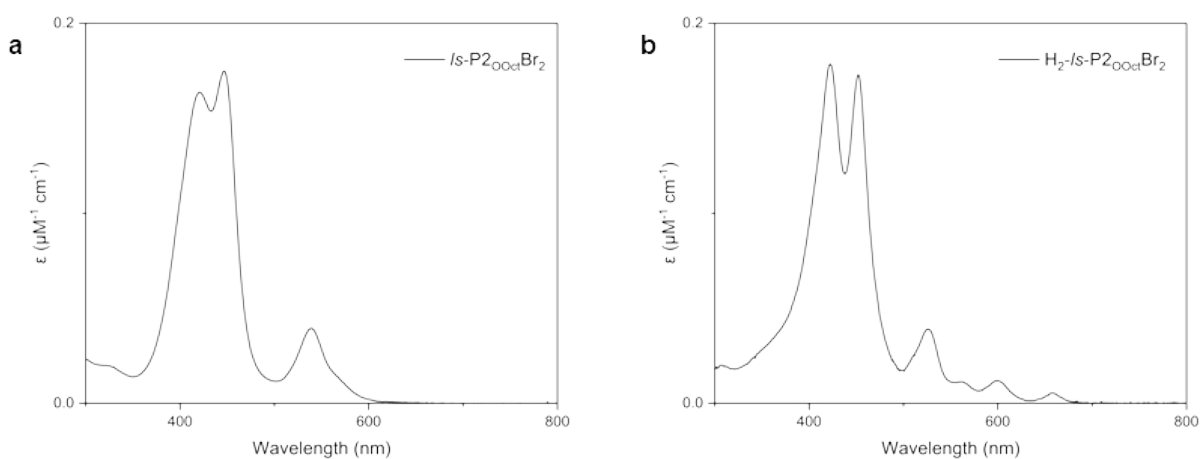 a
0.2
ls-P2OOctBr2
ε (μM-1 cm-1)
0.0
400
600
800
Wavelength (nm)
b
0.2
H2-ls-P2OOctBr2
ε (μM-1 cm-1)
0.0
400
600
800
Wavelength (nm)